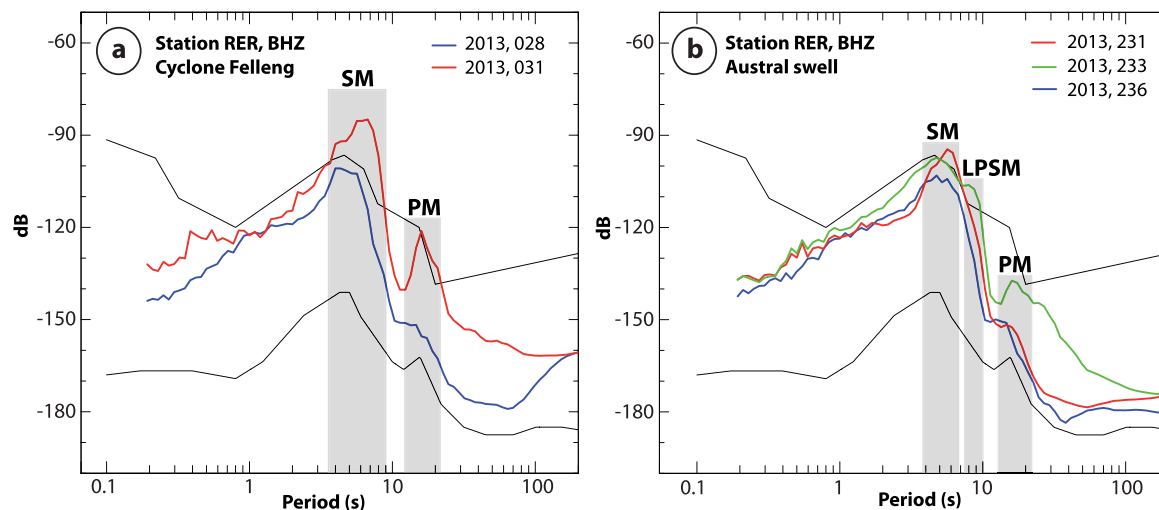 a
Station RER, BHZ
Cyclone Felleng
2013, 028
2013, 031
SM
PM
-60
-90
-120
-150
-180
dB
0.1
1
10
100
Period (s)
b
Station RER, BHZ
Austral swell
2013, 231
2013, 233
2013, 236
SM
LPSM
PM
-60
-90
-120
-150
-180
dB
0.1
1
10
100
Period (s)